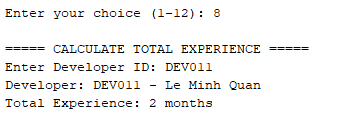 Enter your choice (1-12): 8
===== CALCULATE TOTAL EXPERIENCE =====
Enter Developer ID: DEV011
Developer: DEV011 - Le Minh Quan
Total Experience: 2 months